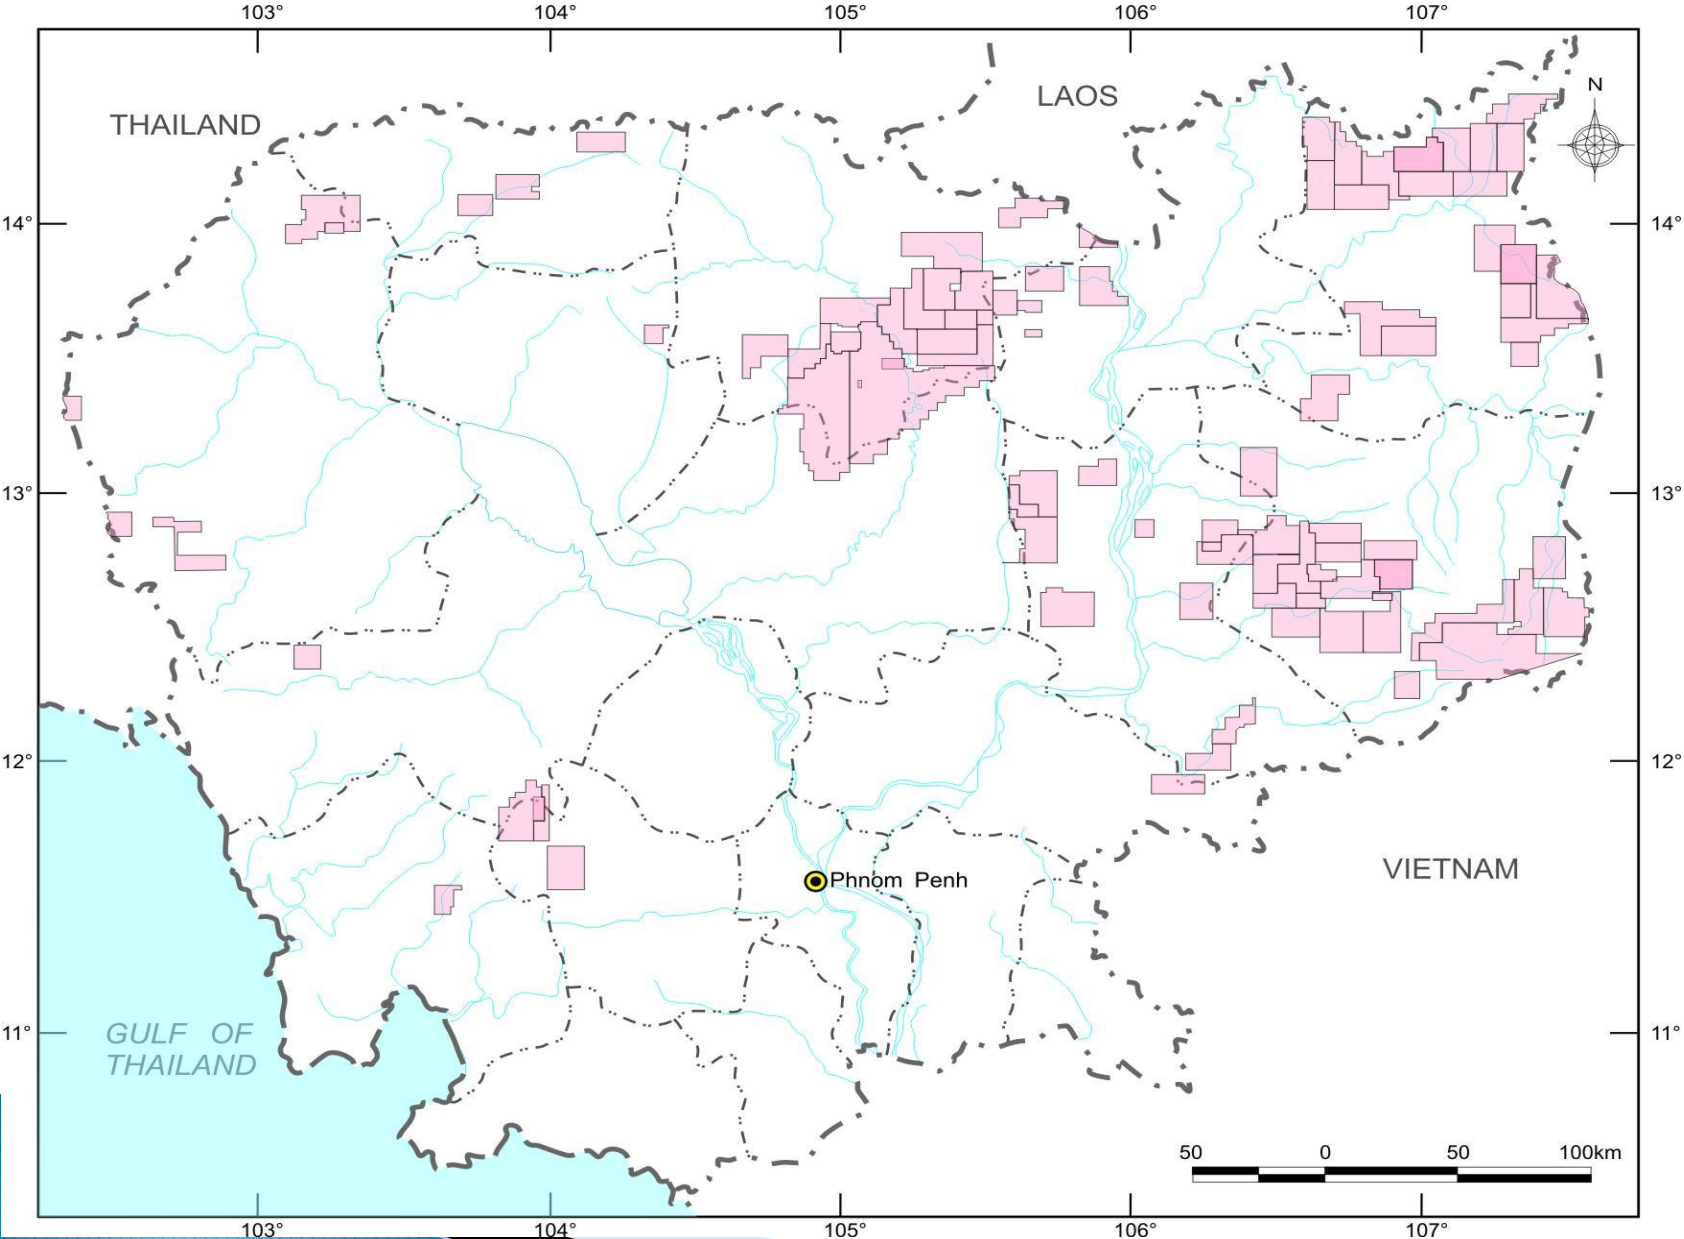 103° 104° 105° 106° 107°
THAILAND
LAOS
N
14° 14°
13° 13°
12° 12°
Phnom Penh
VIETNAM
11° 11°
GULF OF
THAILAND
50 0 50 100km
103° 104° 105° 106° 107°